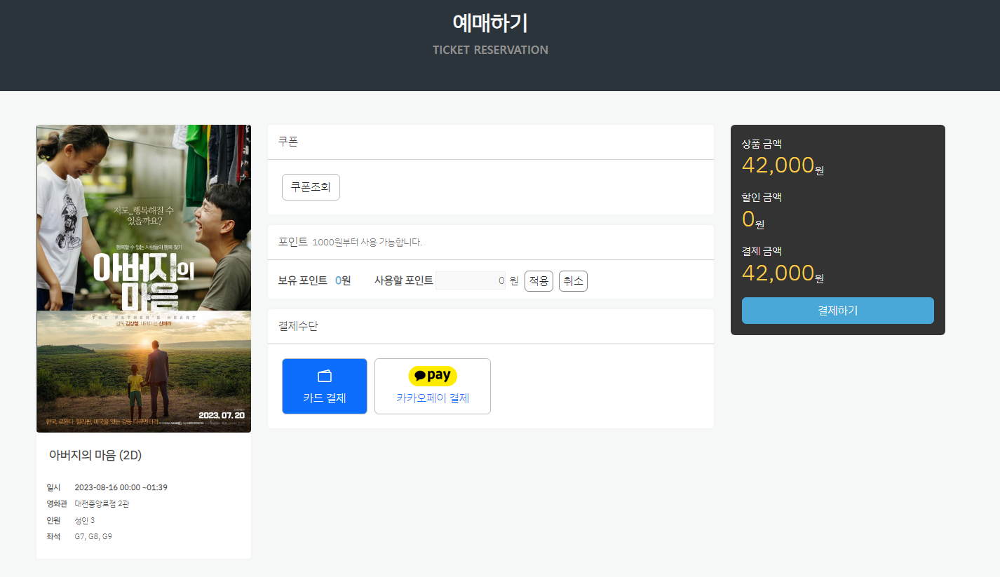 예매하기
TICKET RESERVATION
저도_행복해질 수
있을까요?
행복할 수 없는 사람들의 행복 찾기
아버지의
마음
THE FATHER'S HEART
감독 김상철 내레이션 신애라
2023. 07. 20
한국, 르완다, 필리핀, 미국을 잇는 감동 다큐멘터리
아버지의 마음 (2D)
일시 2023-08-16 00:00 ~01:39
영화관 대전중앙로점 2관
인원 성인 3
좌석 G7, G8, G9
쿠폰
쿠폰조회
포인트 1000원부터 사용 가능합니다.
보유 포인트 0원 사용할 포인트 0 원 적용 취소
결제수단
pay
카드 결제 카카오페이 결제
상품 금액
42,000원
할인 금액
0원
결제 금액
42,000원
결제하기